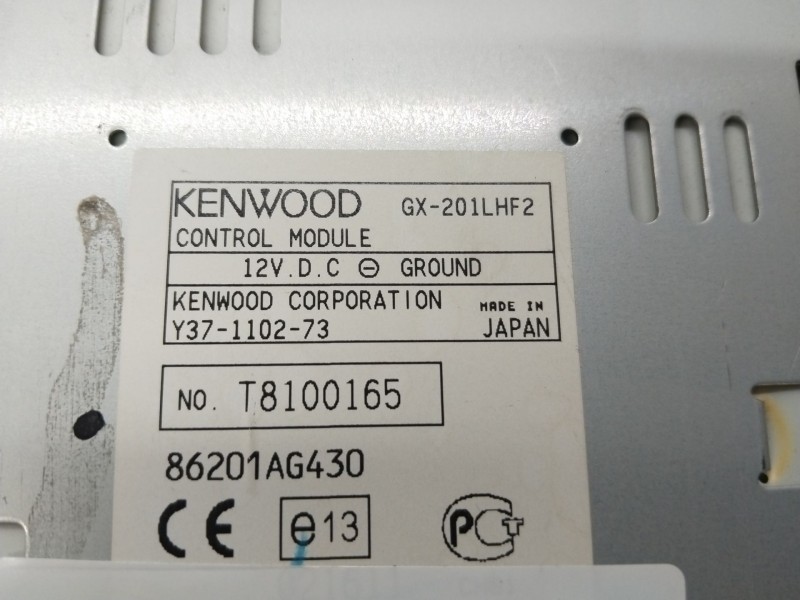 KENWOOD GX-201LHF2
CONTROL MODULE
12V.D.C ⊖ GROUND
KENWOOD CORPORATION MADE IN
Y37-1102-73 JAPAN
NO. T8100165
86201AG430
CE e13 PCT